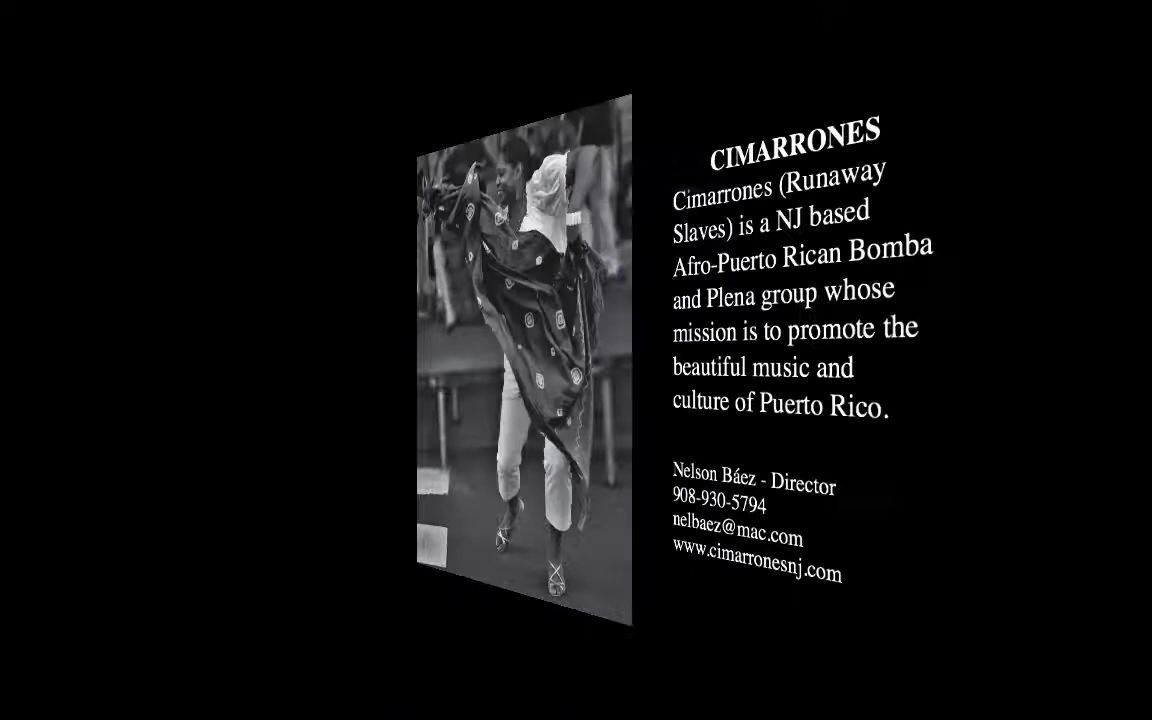 CIMARRONES
Cimarrones (Runaway
Slaves) is a NJ based
Afro-Puerto Rican Bomba
and Plena group whose
mission is to promote the
beautiful music and
culture of Puerto Rico.
Nelson Báez - Director
908-930-5794
nelbaez@mac.com
www.cimarronesnj.com